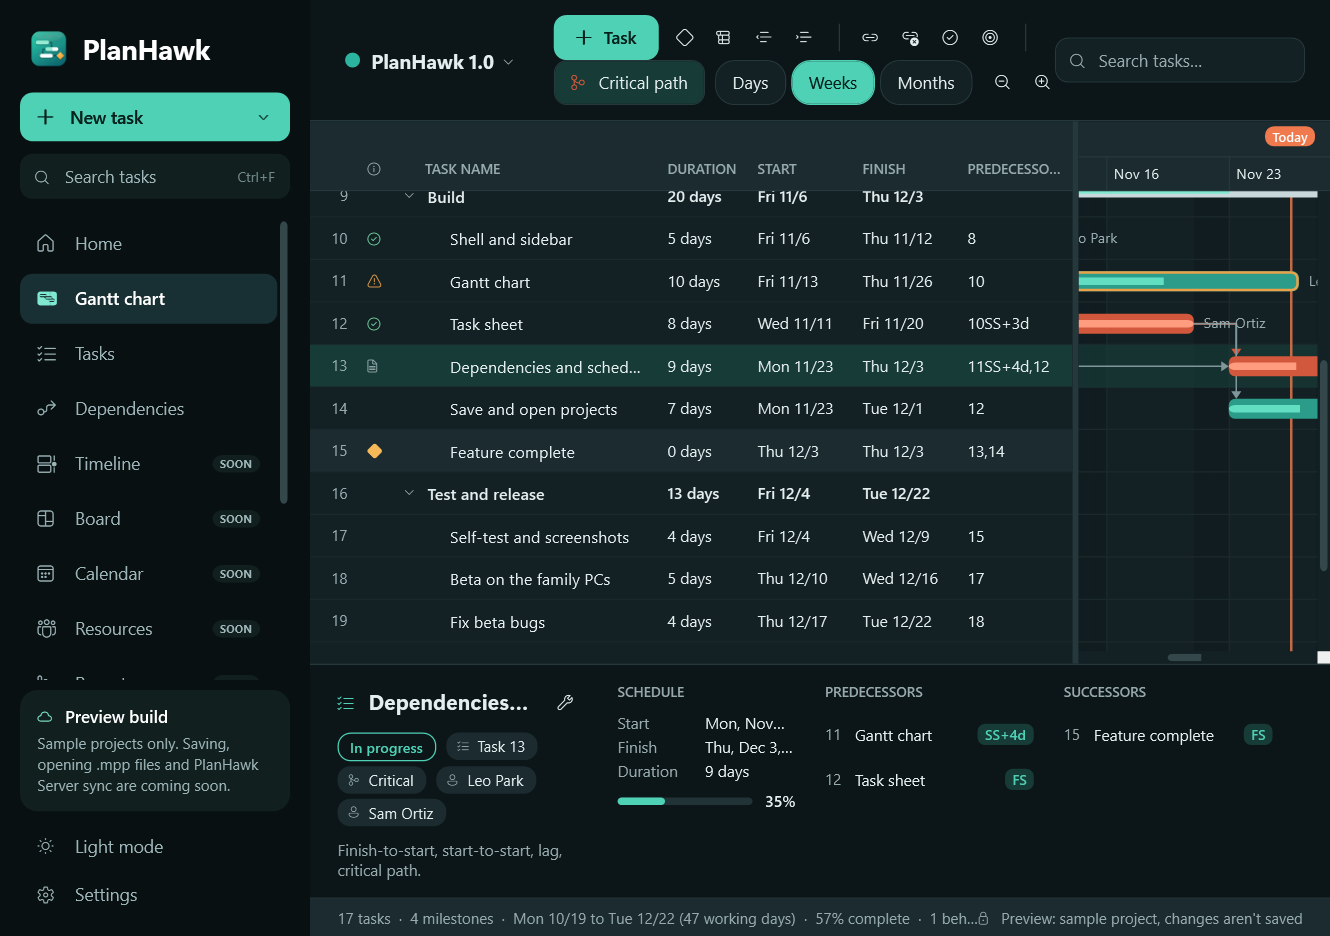 PlanHawk
New task
Search tasks Ctrl+F
Home
Gantt chart
Tasks
Dependencies
Timeline SOON
Board SOON
Calendar SOON
Resources SOON
Preview build
Sample projects only. Saving,
opening .mpp files and PlanHawk
Server sync are coming soon.
Light mode
Settings
PlanHawk 1.0
Task
Critical path Days Weeks Months
Search tasks...
Today
TASK NAME DURATION START FINISH PREDECESSO...
Nov 16 Nov 23
9 Build 20 days Fri 11/6 Thu 12/3
10 Shell and sidebar 5 days Fri 11/6 Thu 11/12 8
o Park
11 Gantt chart 10 days Fri 11/13 Thu 11/26 10
12 Task sheet 8 days Wed 11/11 Fri 11/20 10SS+3d
Sam Ortiz
13 Dependencies and sched... 9 days Mon 11/23 Thu 12/3 11SS+4d,12
14 Save and open projects 7 days Mon 11/23 Tue 12/1 12
15 Feature complete 0 days Thu 12/3 Thu 12/3 13,14
16 Test and release 13 days Fri 12/4 Tue 12/22
17 Self-test and screenshots 4 days Fri 12/4 Wed 12/9 15
18 Beta on the family PCs 5 days Thu 12/10 Wed 12/16 17
19 Fix beta bugs 4 days Thu 12/17 Tue 12/22 18
Dependencies...
In progress Task 13
Critical Leo Park
Sam Ortiz
Finish-to-start, start-to-start, lag,
critical path.
SCHEDULE
Start Mon, Nov...
Finish Thu, Dec 3,...
Duration 9 days
35%
PREDECESSORS
11 Gantt chart SS+4d
12 Task sheet FS
SUCCESSORS
15 Feature complete FS
17 tasks · 4 milestones · Mon 10/19 to Tue 12/22 (47 working days) · 57% complete · 1 beh... Preview: sample project, changes aren't saved